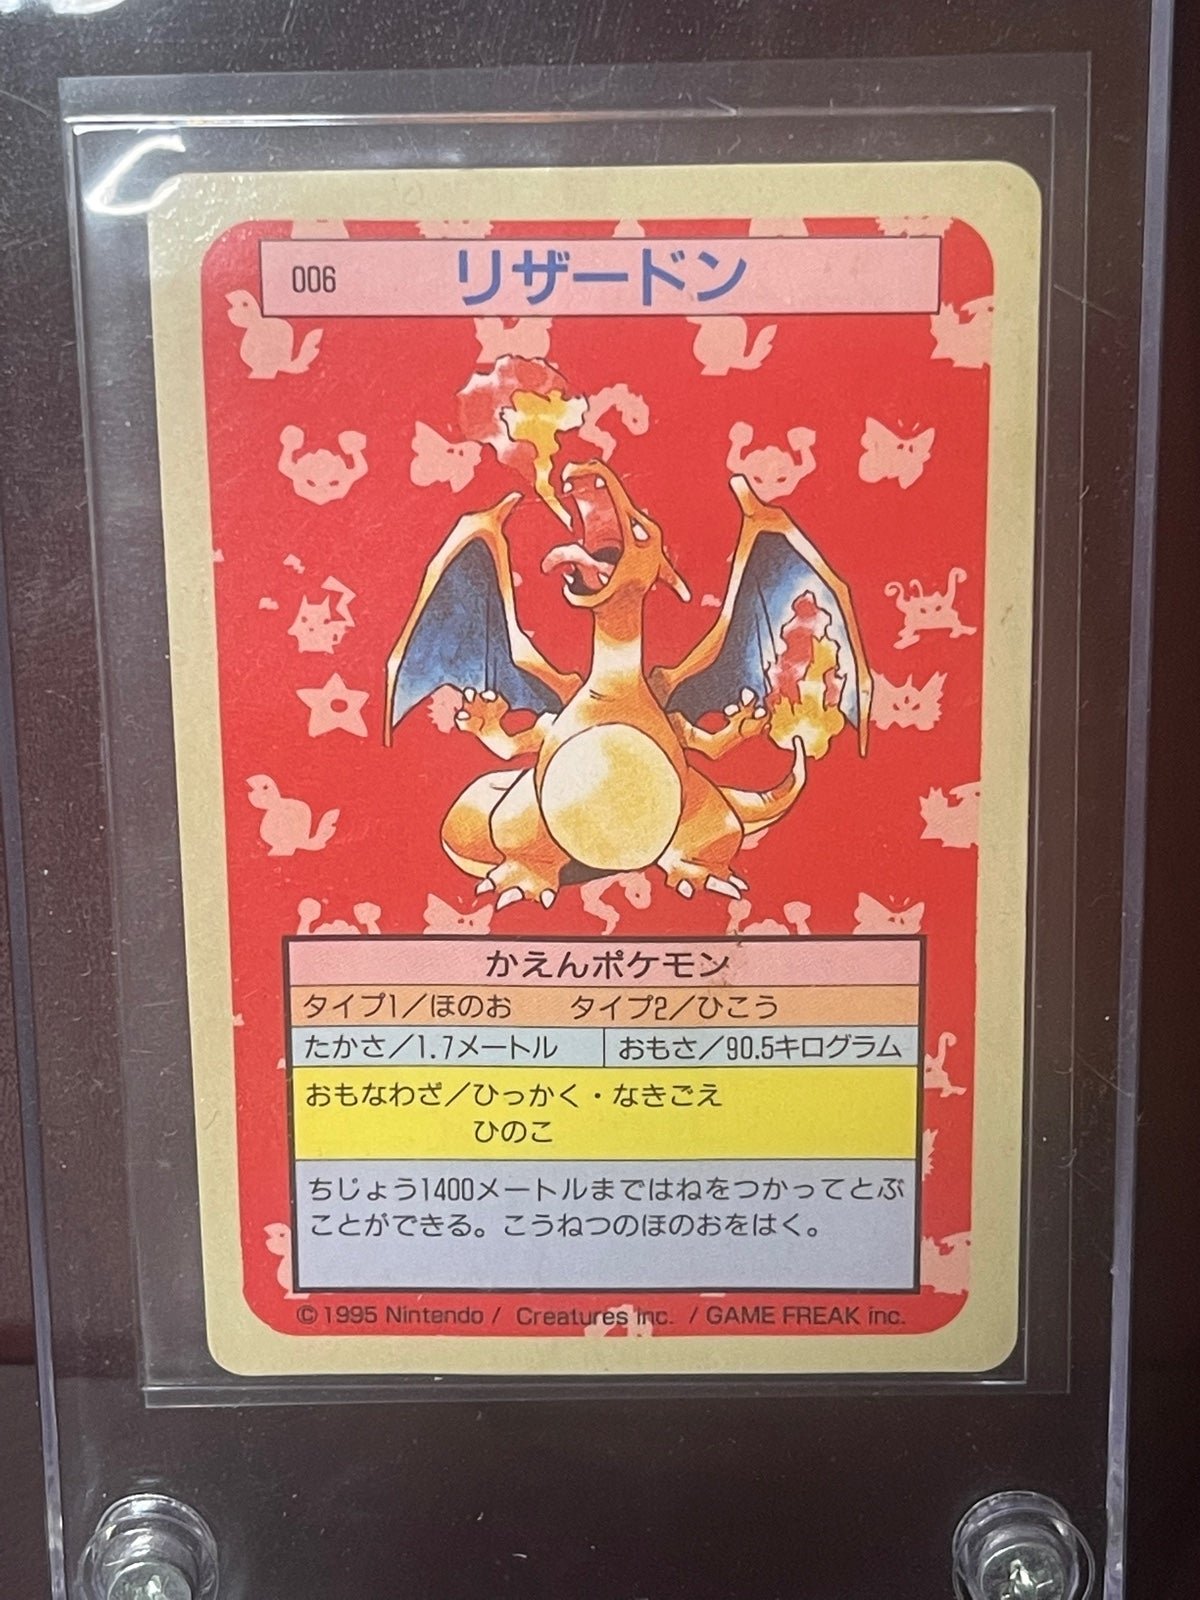 006 リザードン
かえんポケモン
タイプ1／ほのお タイプ2／ひこう
たかさ／1.7メートル おもさ／90.5キログラム
おもなわざ／ひっかく・なきごえ
ひのこ
ちじょう1400メートルまではねをつかってとぶ
ことができる。こうねつのほのおをはく。
©1995 Nintendo / Creatures inc. / GAME FREAK inc.